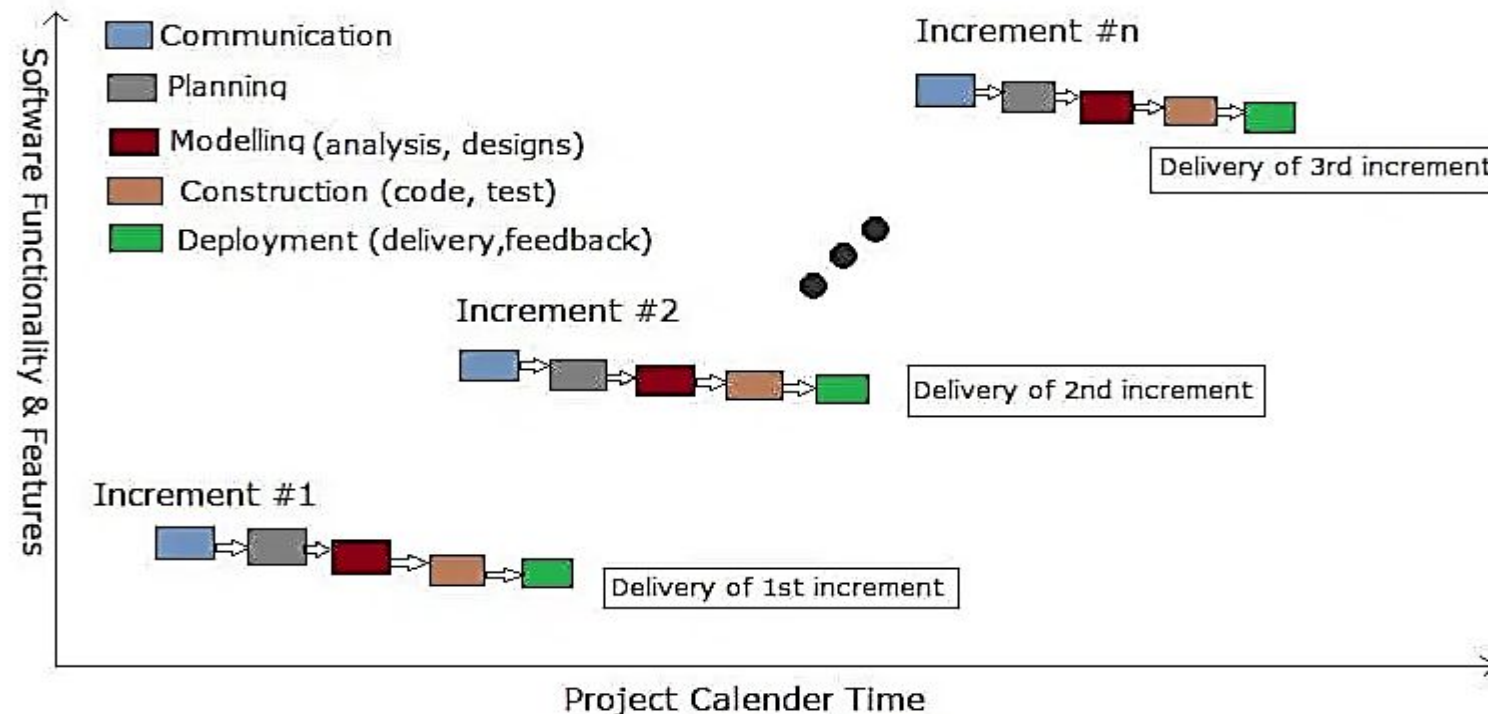 Software Functionality & Features
Communication
Planning
Modelling (analysis, designs)
Construction (code, test)
Deployment (delivery,feedback)
Increment #n
Delivery of 3rd increment
Increment #2
Delivery of 2nd increment
Increment #1
Delivery of 1st increment
Project Calender Time